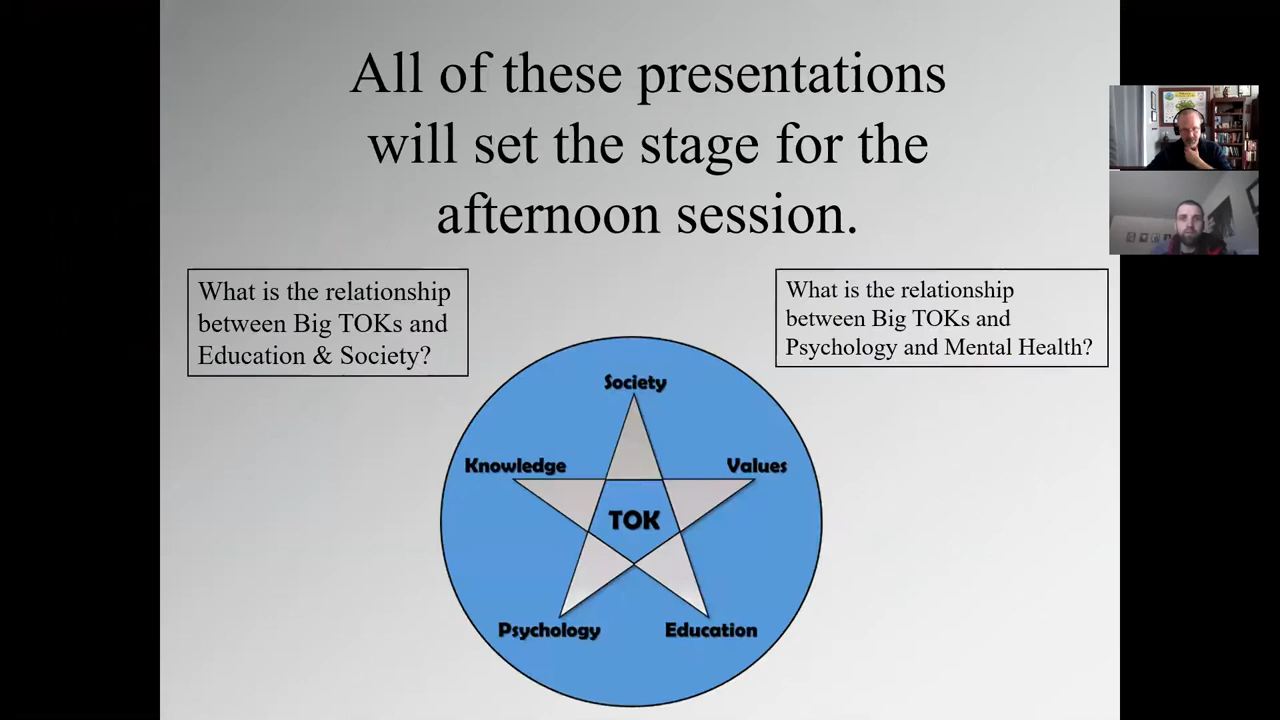 All of these presentations
will set the stage for the
afternoon session.
What is the relationship
between Big TOKs and
Education & Society?
What is the relationship
between Big TOKs and
Psychology and Mental Health?
Society
Knowledge
Values
TOK
Psychology
Education